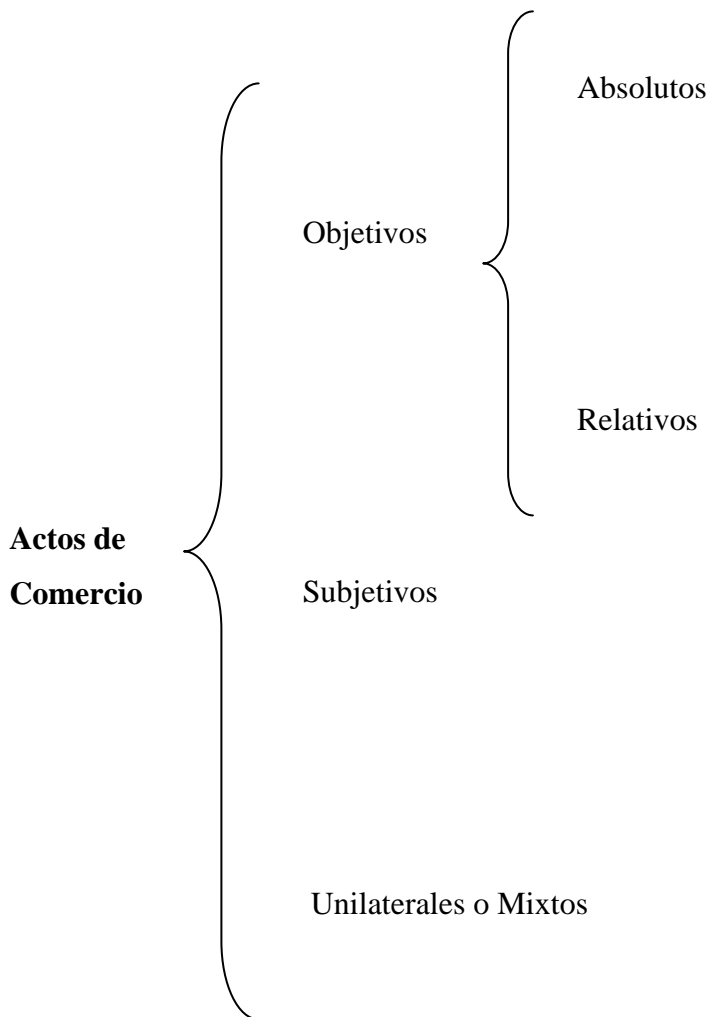 Absolutos
Objetivos
Relativos
Actos de
Comercio
Subjetivos
Unilaterales o Mixtos